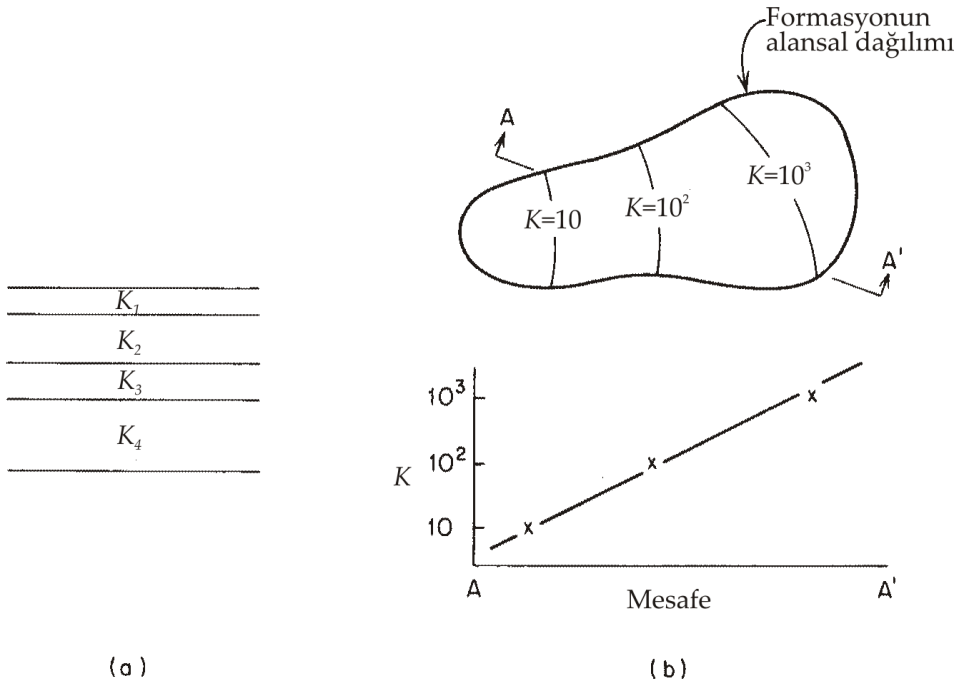 Formasyonun
alansal dağılımı
A
K=10
K=10²
K=10³
A'
K₁
K₂
K₃
K₄
10³
10²
K
10
A
A'
Mesafe
(a)
(b)